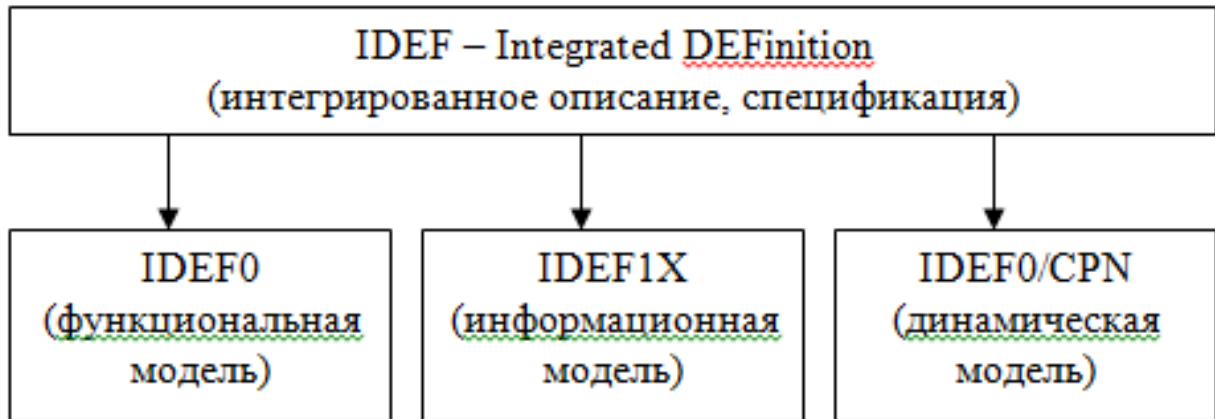 IDEF – Integrated DEFinition
(интегрированное описание, спецификация)
IDEF0
(функциональная
модель)
IDEF1X
(информационная
модель)
IDEF0/CPN
(динамическая
модель)